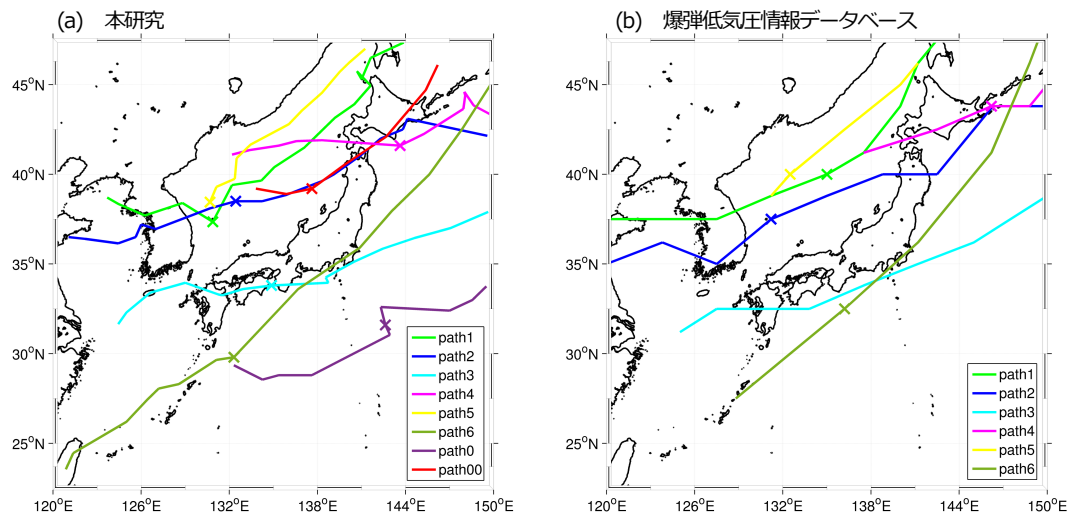 (a) 本研究
45°N
40°N
35°N
30°N
25°N
120°E 126°E 132°E 138°E 144°E 150°E
path1
path2
path3
path4
path5
path6
path0
path00
(b) 爆弾低気圧情報データベース
45°N
40°N
35°N
30°N
25°N
120°E 126°E 132°E 138°E 144°E 150°E
path1
path2
path3
path4
path5
path6